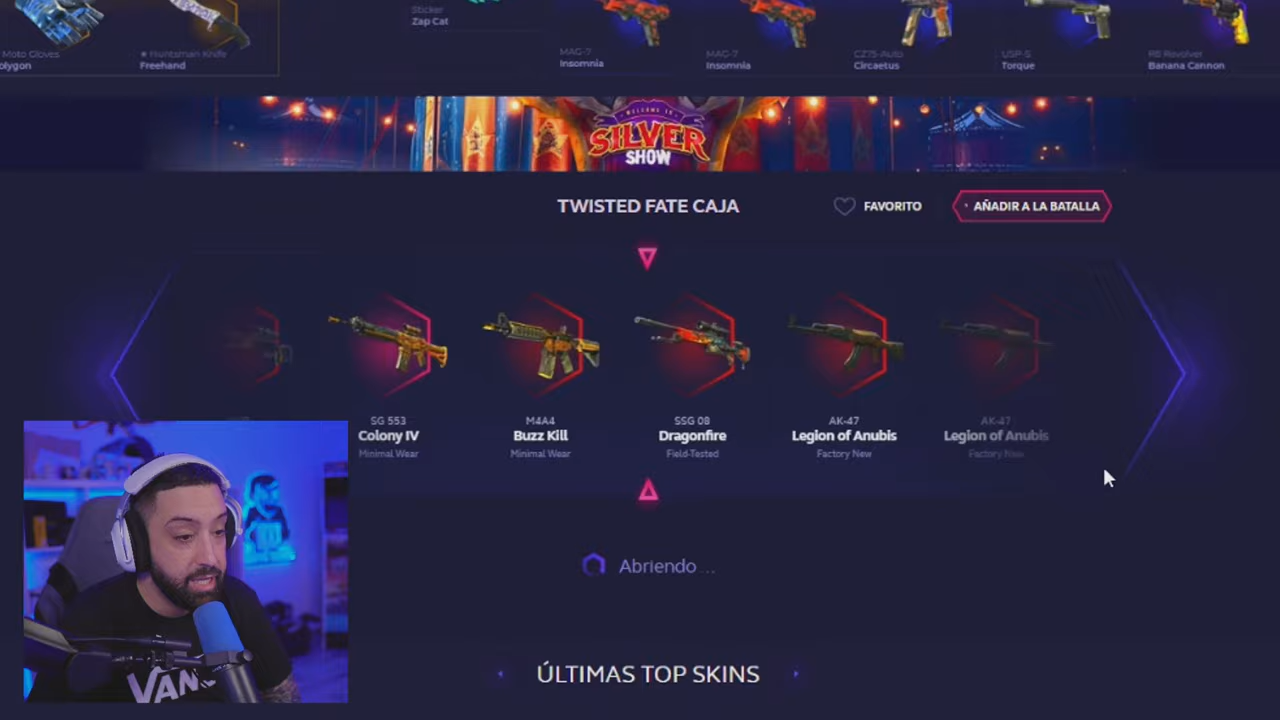 Moto Gloves
olygon
★ Huntsman Knife
Freehand
Sticker
Zap Cat
MAG-7
Insomnia
MAG-7
Insomnia
CZ75-Auto
Circaetus
USP-S
Torque
R8 Revolver
Banana Cannon
WELCOME TO
SILVER
SHOW
TWISTED FATE CAJA
FAVORITO
AÑADIR A LA BATALLA
SG 553
Colony IV
Minimal Wear
M4A4
Buzz Kill
Minimal Wear
SSG 08
Dragonfire
Field-Tested
AK-47
Legion of Anubis
Factory New
AK-47
Legion of Anubis
Factory New
Abriendo ...
VANS
ÚLTIMAS TOP SKINS